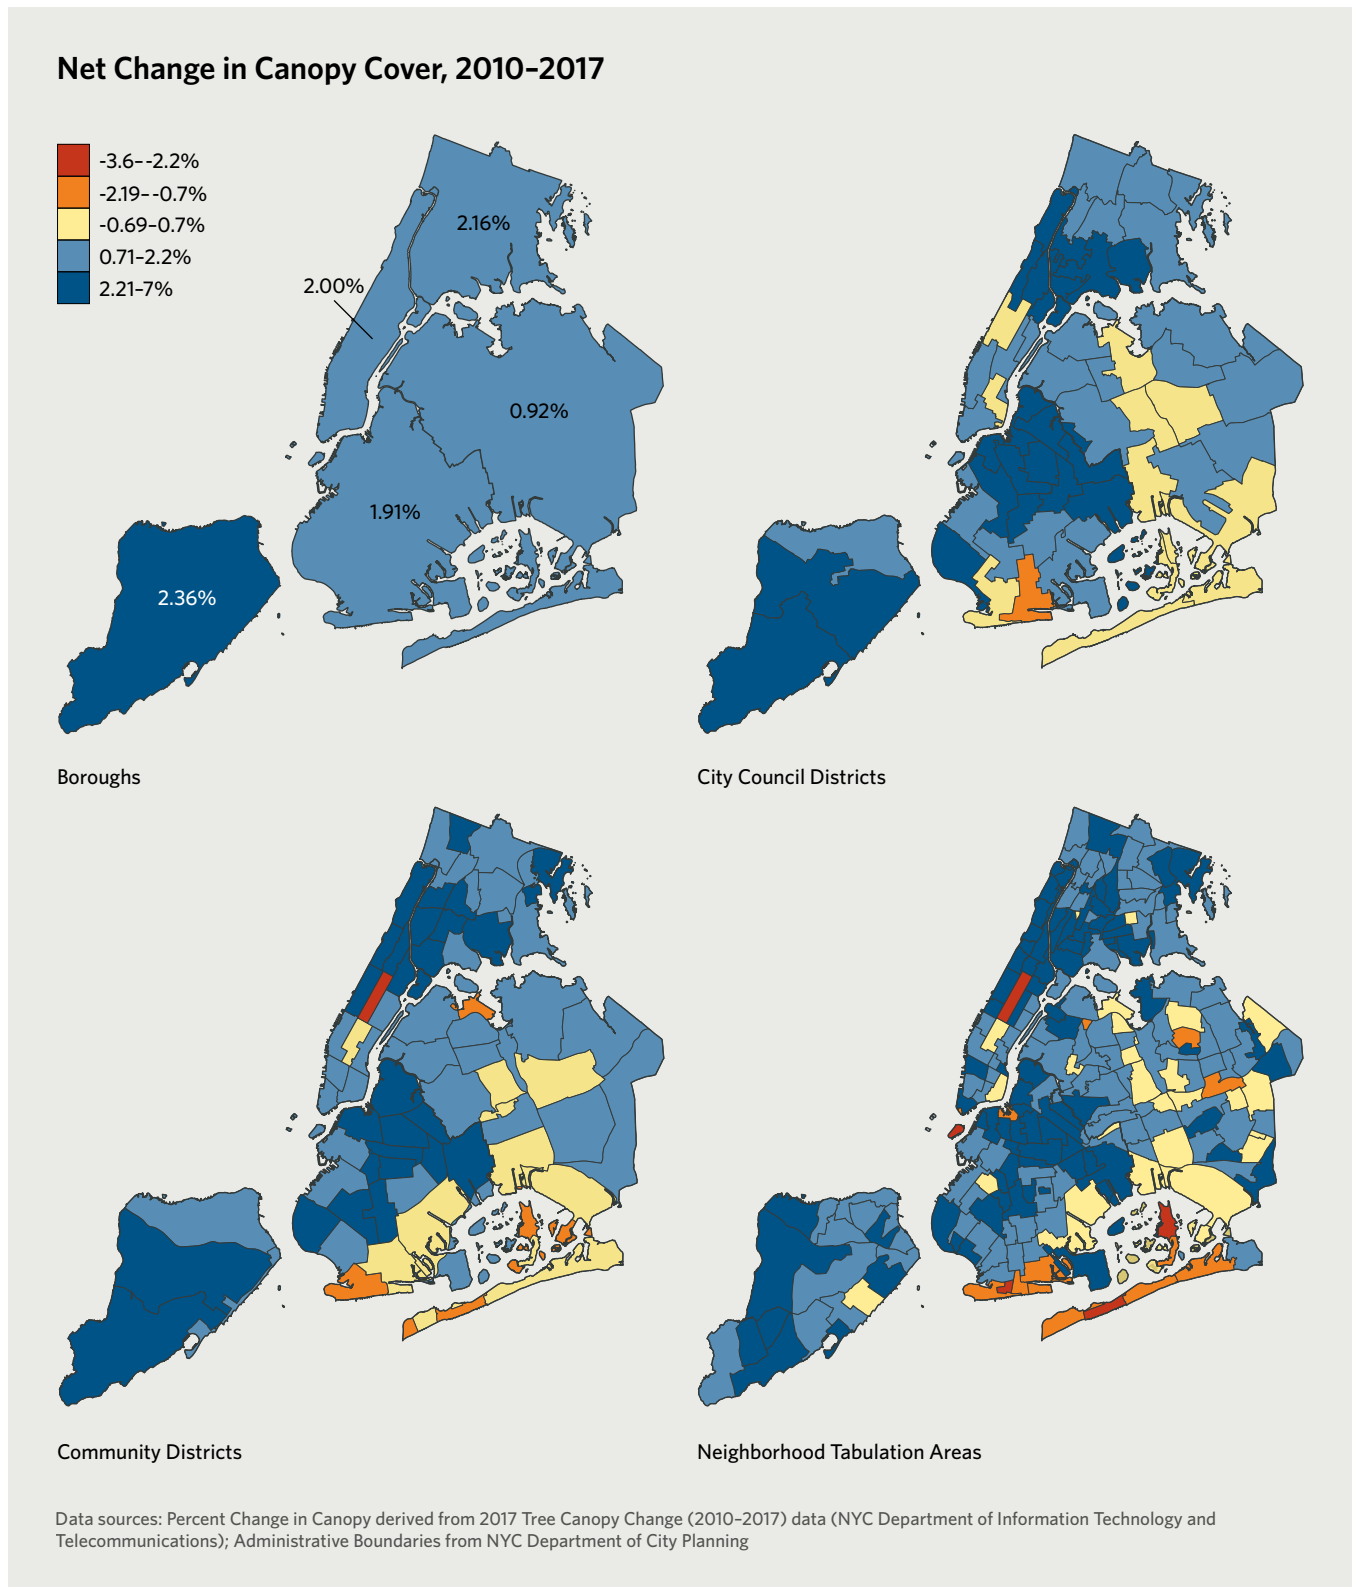 Net Change in Canopy Cover, 2010–2017
-3.6–-2.2%
-2.19–-0.7%
-0.69–0.7%
0.71–2.2%
2.21–7%
2.16%
2.00%
0.92%
1.91%
2.36%
Boroughs
City Council Districts
Community Districts
Neighborhood Tabulation Areas
Data sources: Percent Change in Canopy derived from 2017 Tree Canopy Change (2010–2017) data (NYC Department of Information Technology and
Telecommunications); Administrative Boundaries from NYC Department of City Planning